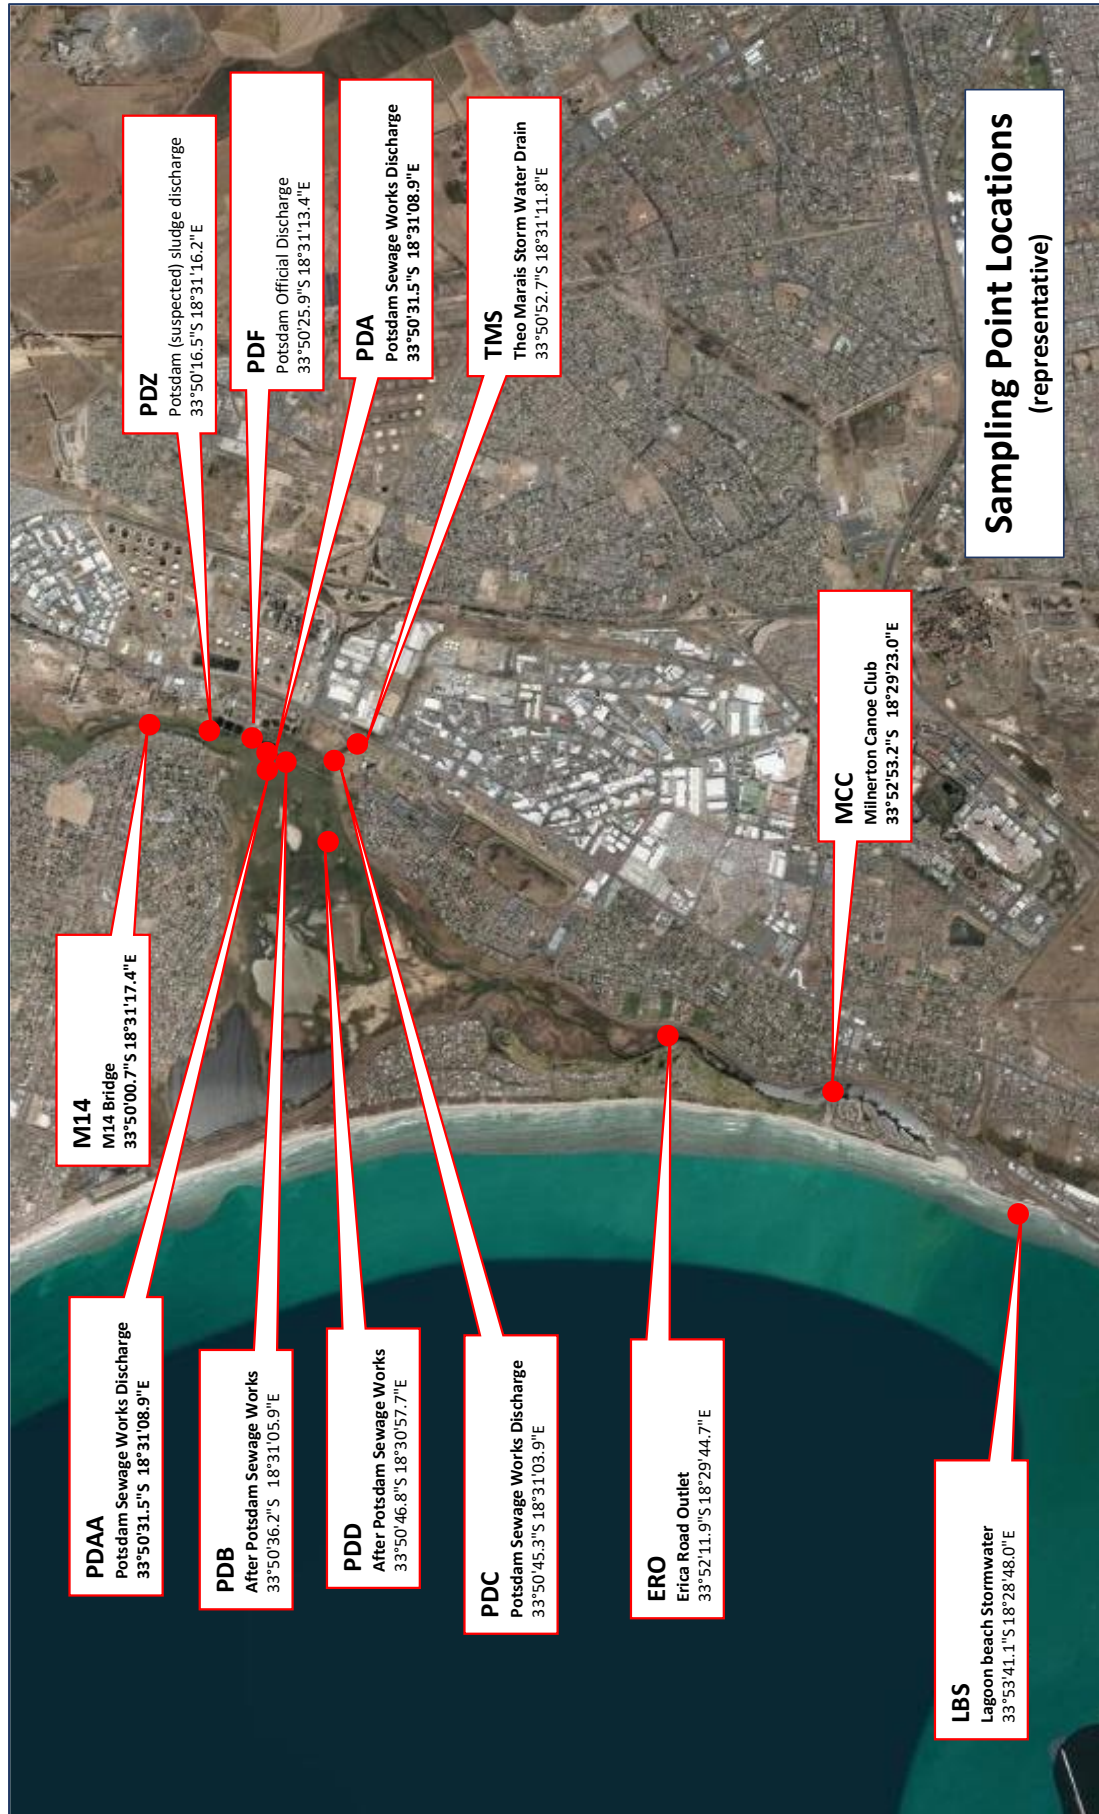 M14
M14 Bridge
33°50'00.7"S 18°31'17.4"E
PDZ
Potsdam (suspected) sludge discharge
33°50'16.5"S 18°31'16.2"E
PDF
Potsdam Official Discharge
33°50'25.9"S 18°31'13.4"E
PDA
Potsdam Sewage Works Discharge
33°50'31.5"S 18°31'08.9"E
TMS
Theo Marais Storm Water Drain
33°50'52.7"S 18°31'11.8"E
PDAA
Potsdam Sewage Works Discharge
33°50'31.5"S 18°31'08.9"E
PDB
After Potsdam Sewage Works
33°50'36.2"S 18°31'05.9"E
PDD
After Potsdam Sewage Works
33°50'46.8"S 18°30'57.7"E
PDC
Potsdam Sewage Works Discharge
33°50'45.3"S 18°31'03.9"E
ERO
Erica Road Outlet
33°52'11.9"S 18°29'44.7"E
MCC
Milnerton Canoe Club
33°52'53.2"S 18°29'23.0"E
LBS
Lagoon beach Stormwater
33°53'41.1"S 18°28'48.0"E
Sampling Point Locations
(representative)